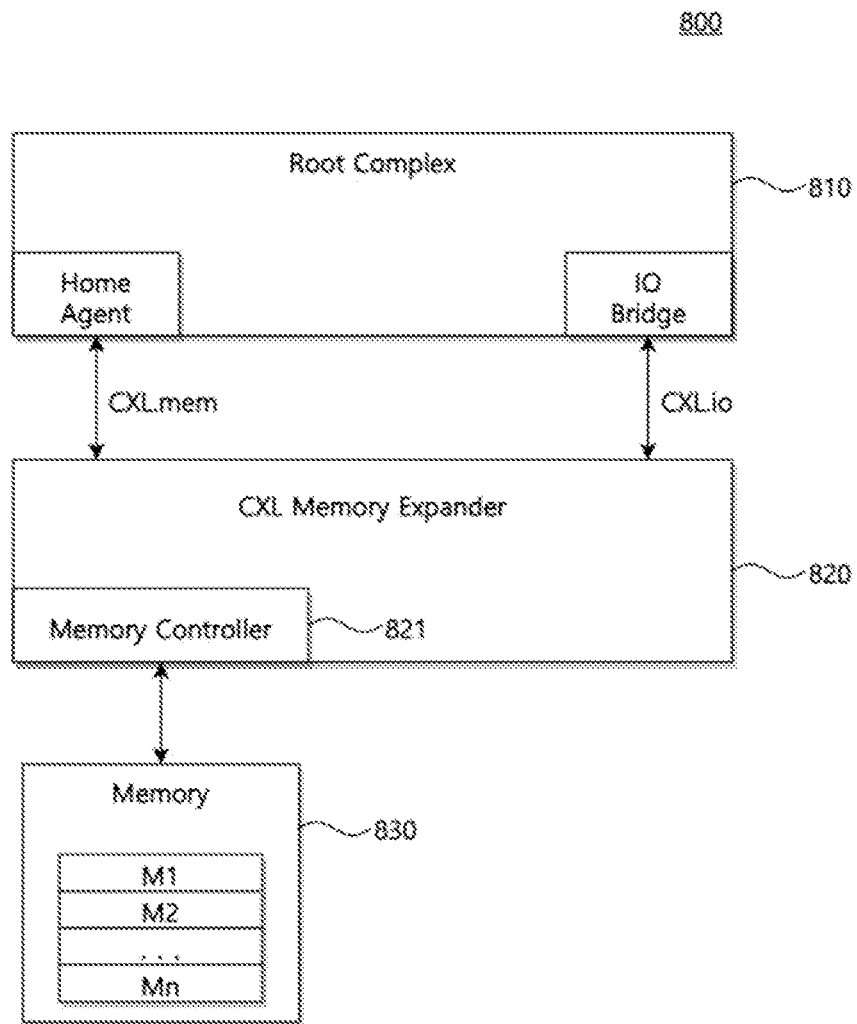 800
Root Complex
810
Home
Agent
IO
Bridge
CXL.mem
CXL.io
CXL Memory Expander
820
Memory Controller
821
Memory
830
M1
M2
...
Mn